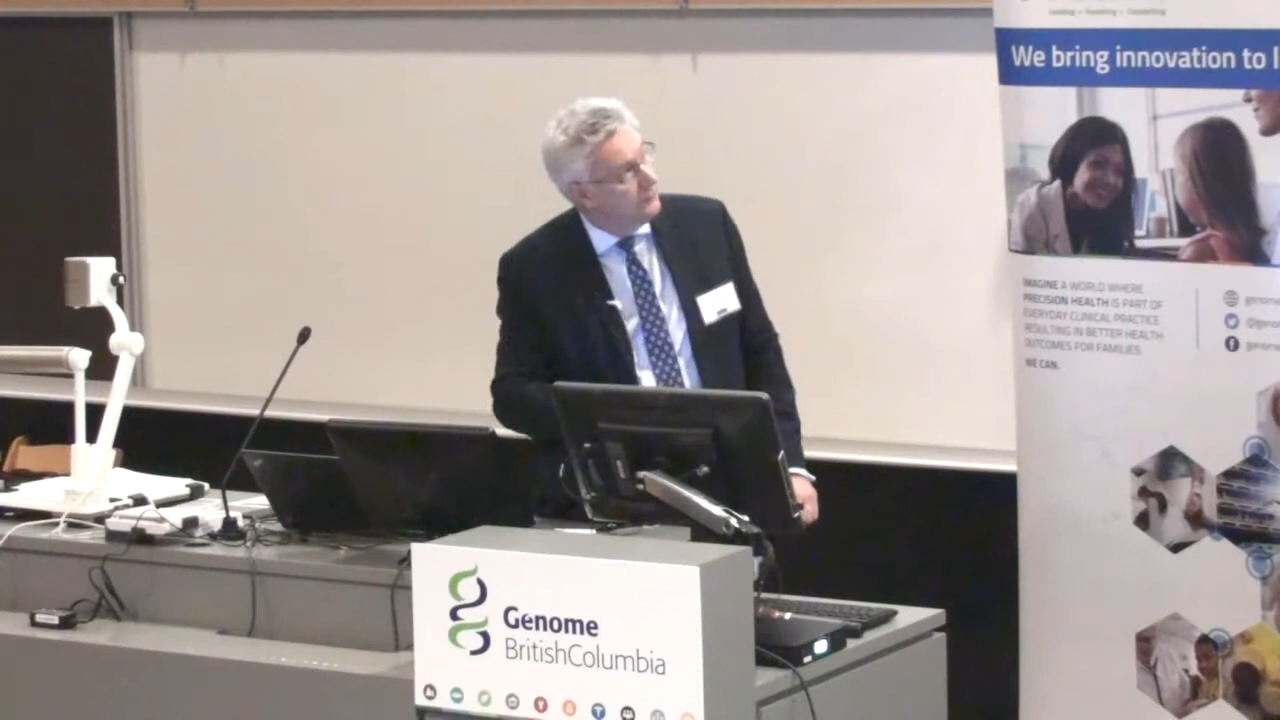 We bring innovation to l
IMAGINE A WORLD WHERE
PRECISION HEALTH IS PART OF
EVERYDAY CLINICAL PRACTICE
RESULTING IN BETTER HEALTH
OUTCOMES FOR FAMILIES.
WE CAN.
Genome
BritishColumbia